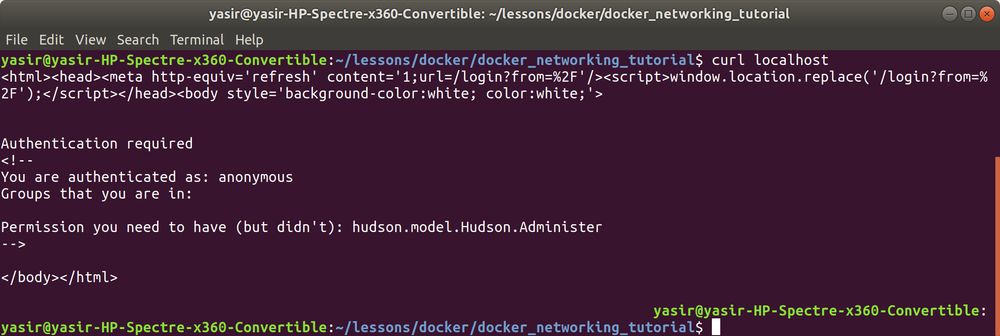 yasir@yasir-HP-Spectre-x360-Convertible: ~/lessons/docker/docker_networking_tutorial
File Edit View Search Terminal Help
yasir@yasir-HP-Spectre-x360-Convertible:~/lessons/docker/docker_networking_tutorial$ curl localhost
<html><head><meta http-equiv='refresh' content='1;url=/login?from=%2F'/><script>window.location.replace('/login?from=%
2F');</script></head><body style='background-color:white; color:white;'>
Authentication required
<!--
You are authenticated as: anonymous
Groups that you are in:
Permission you need to have (but didn't): hudson.model.Hudson.Administer
-->
</body></html>
yasir@yasir-HP-Spectre-x360-Convertible:
yasir@yasir-HP-Spectre-x360-Convertible:~/lessons/docker/docker_networking_tutorial$